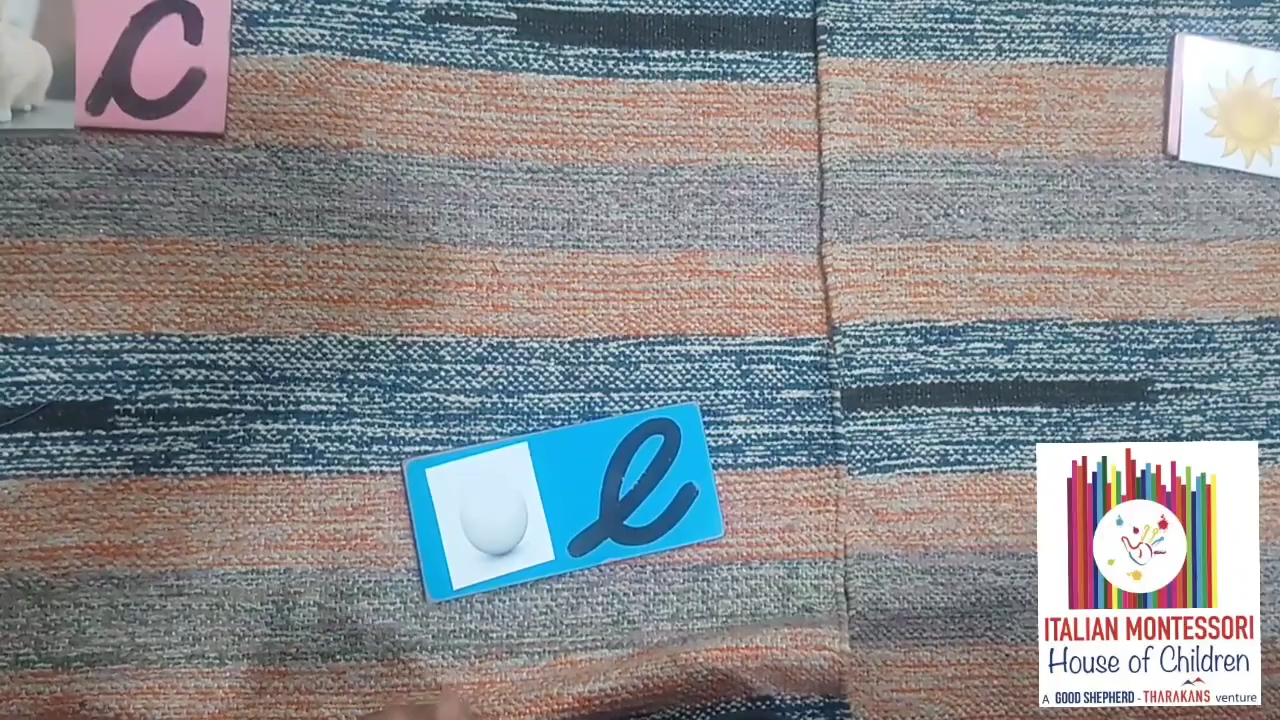 c
e
ITALIAN MONTESSORI
House of Children
A GOOD SHEPHERD - THARAKANS venture